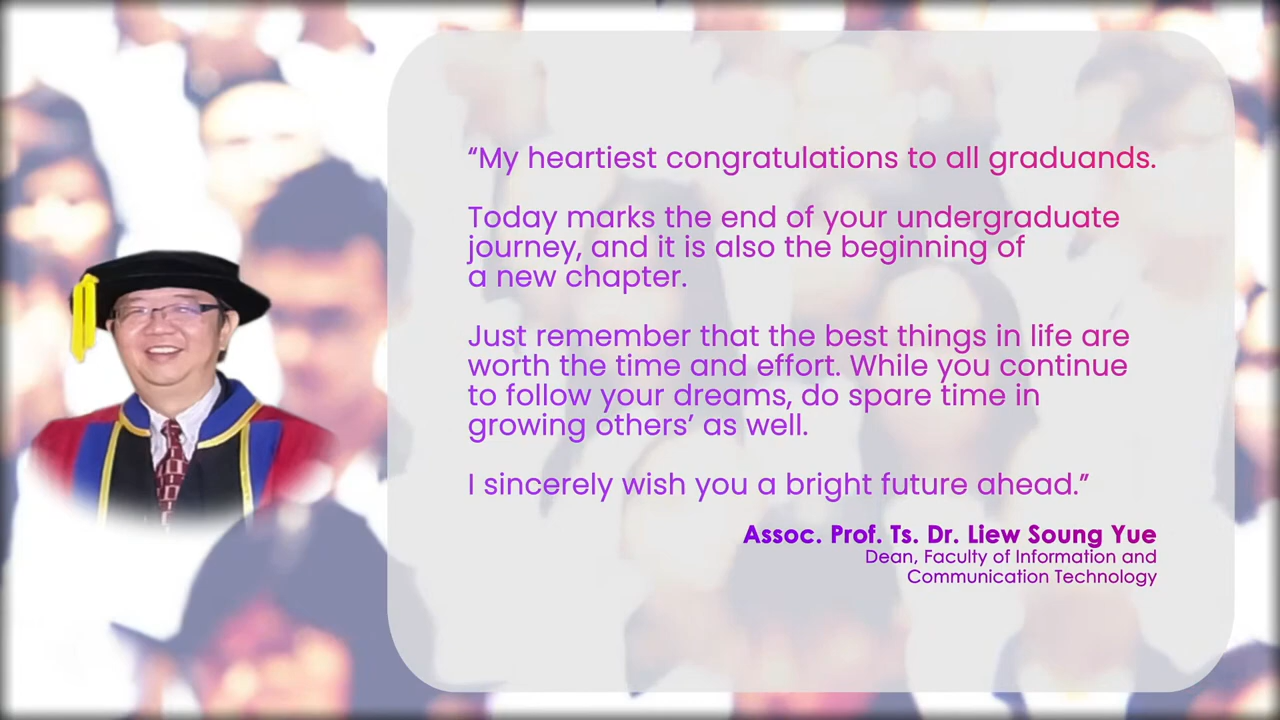 “My heartiest congratulations to all graduands.
Today marks the end of your undergraduate
journey, and it is also the beginning of
a new chapter.
Just remember that the best things in life are
worth the time and effort. While you continue
to follow your dreams, do spare time in
growing others’ as well.
I sincerely wish you a bright future ahead.”
Assoc. Prof. Ts. Dr. Liew Soung Yue
Dean, Faculty of Information and
Communication Technology